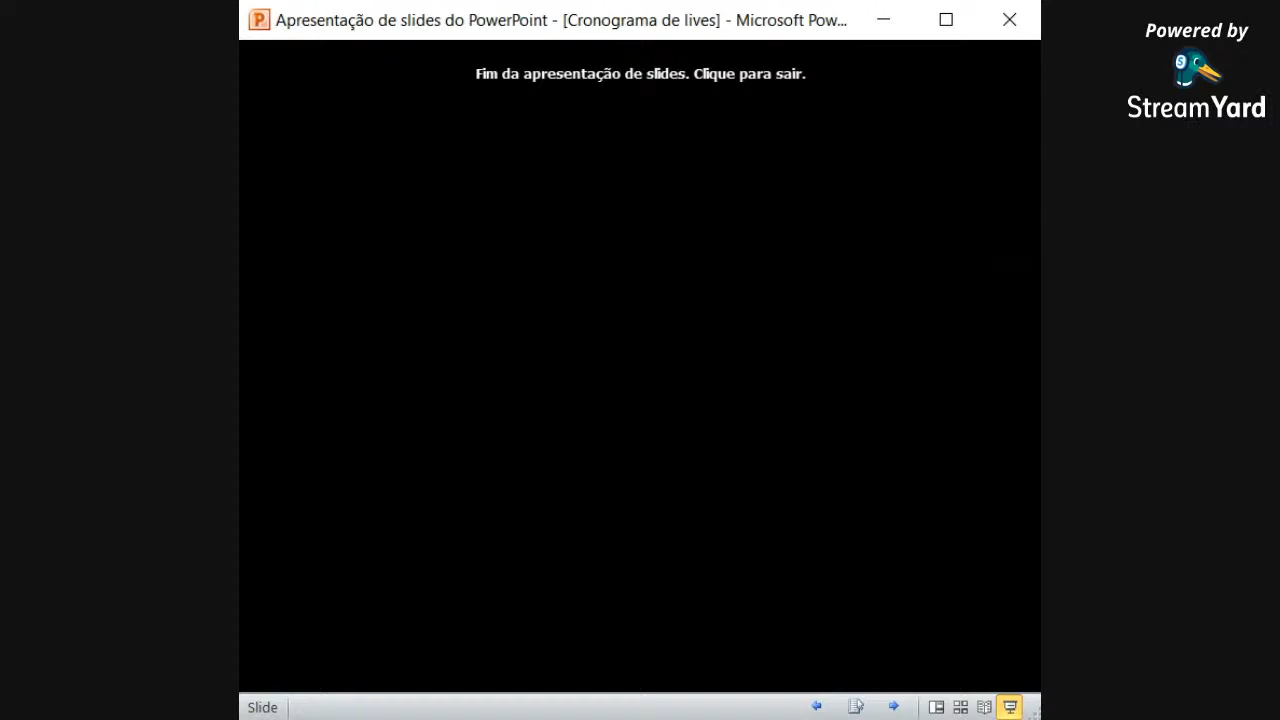 Apresentação de slides do PowerPoint - [Cronograma de lives] - Microsoft Pow...
Powered by
StreamYard
Fim da apresentação de slides. Clique para sair.
Slide